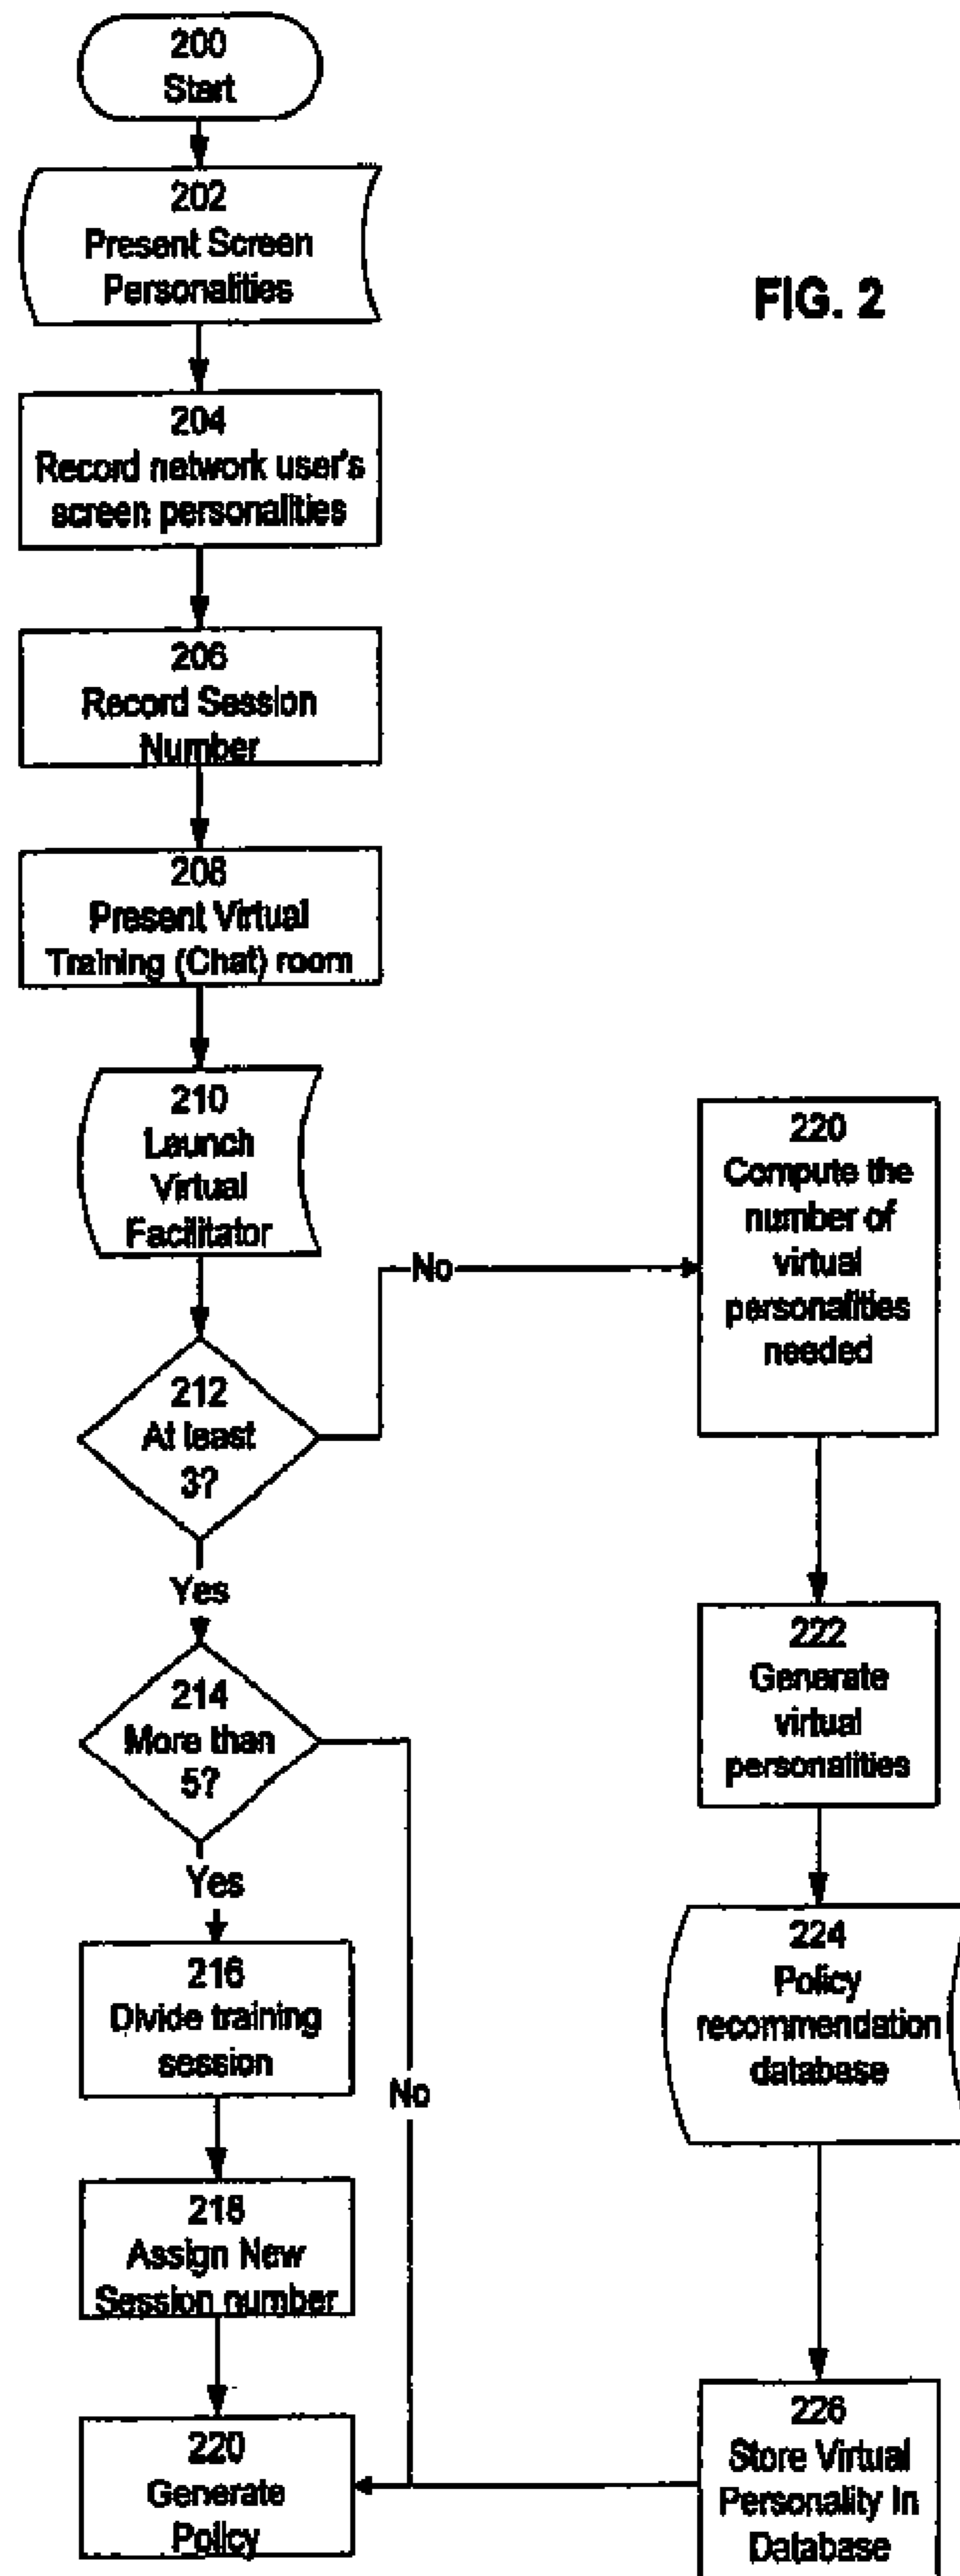 200
Start
202
Present Screen
Personalities
FIG. 2
204
Record network user's
screen personalities
206
Record Session
Number
208
Present Virtual
Training (Chat) room
210
Launch
Virtual
Facilitator
No
212
At least
3?
Yes
214
More than
5?
Yes
216
Divide training
session
No
218
Assign New
Session number
220
Generate
Policy
220
Compute the
number of
virtual
personalities
needed
222
Generate
virtual
personalities
224
Policy
recommendation
database
226
Store Virtual
Personality In
Database